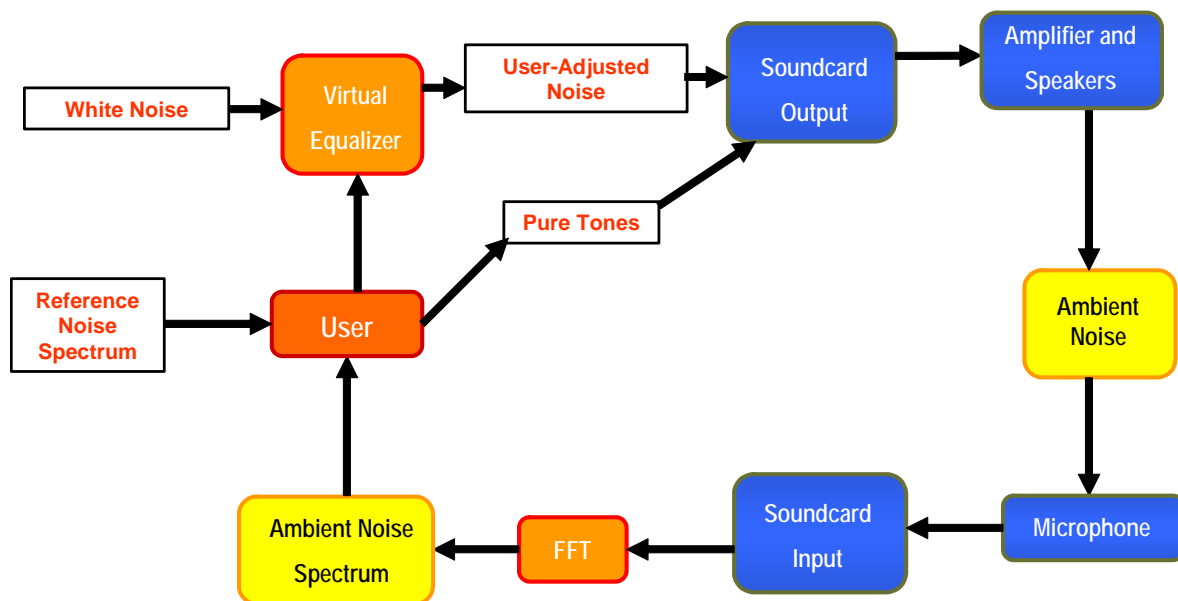 White Noise
Virtual
Equalizer
User-Adjusted
Noise
Soundcard
Output
Amplifier and
Speakers
Pure Tones
Reference
Noise
Spectrum
User
Ambient
Noise
Ambient Noise
Spectrum
FFT
Soundcard
Input
Microphone